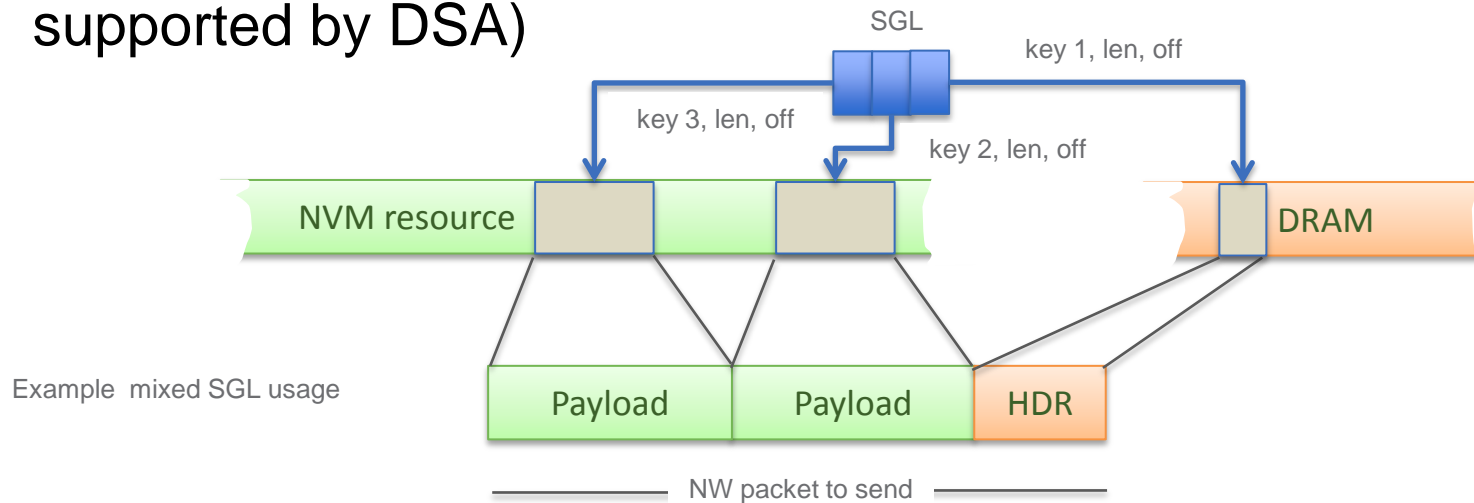 supported by DSA)
SGL
key 1, len, off
key 3, len, off
key 2, len, off
NVM resource
DRAM
Example mixed SGL usage
Payload
Payload
HDR
NW packet to send